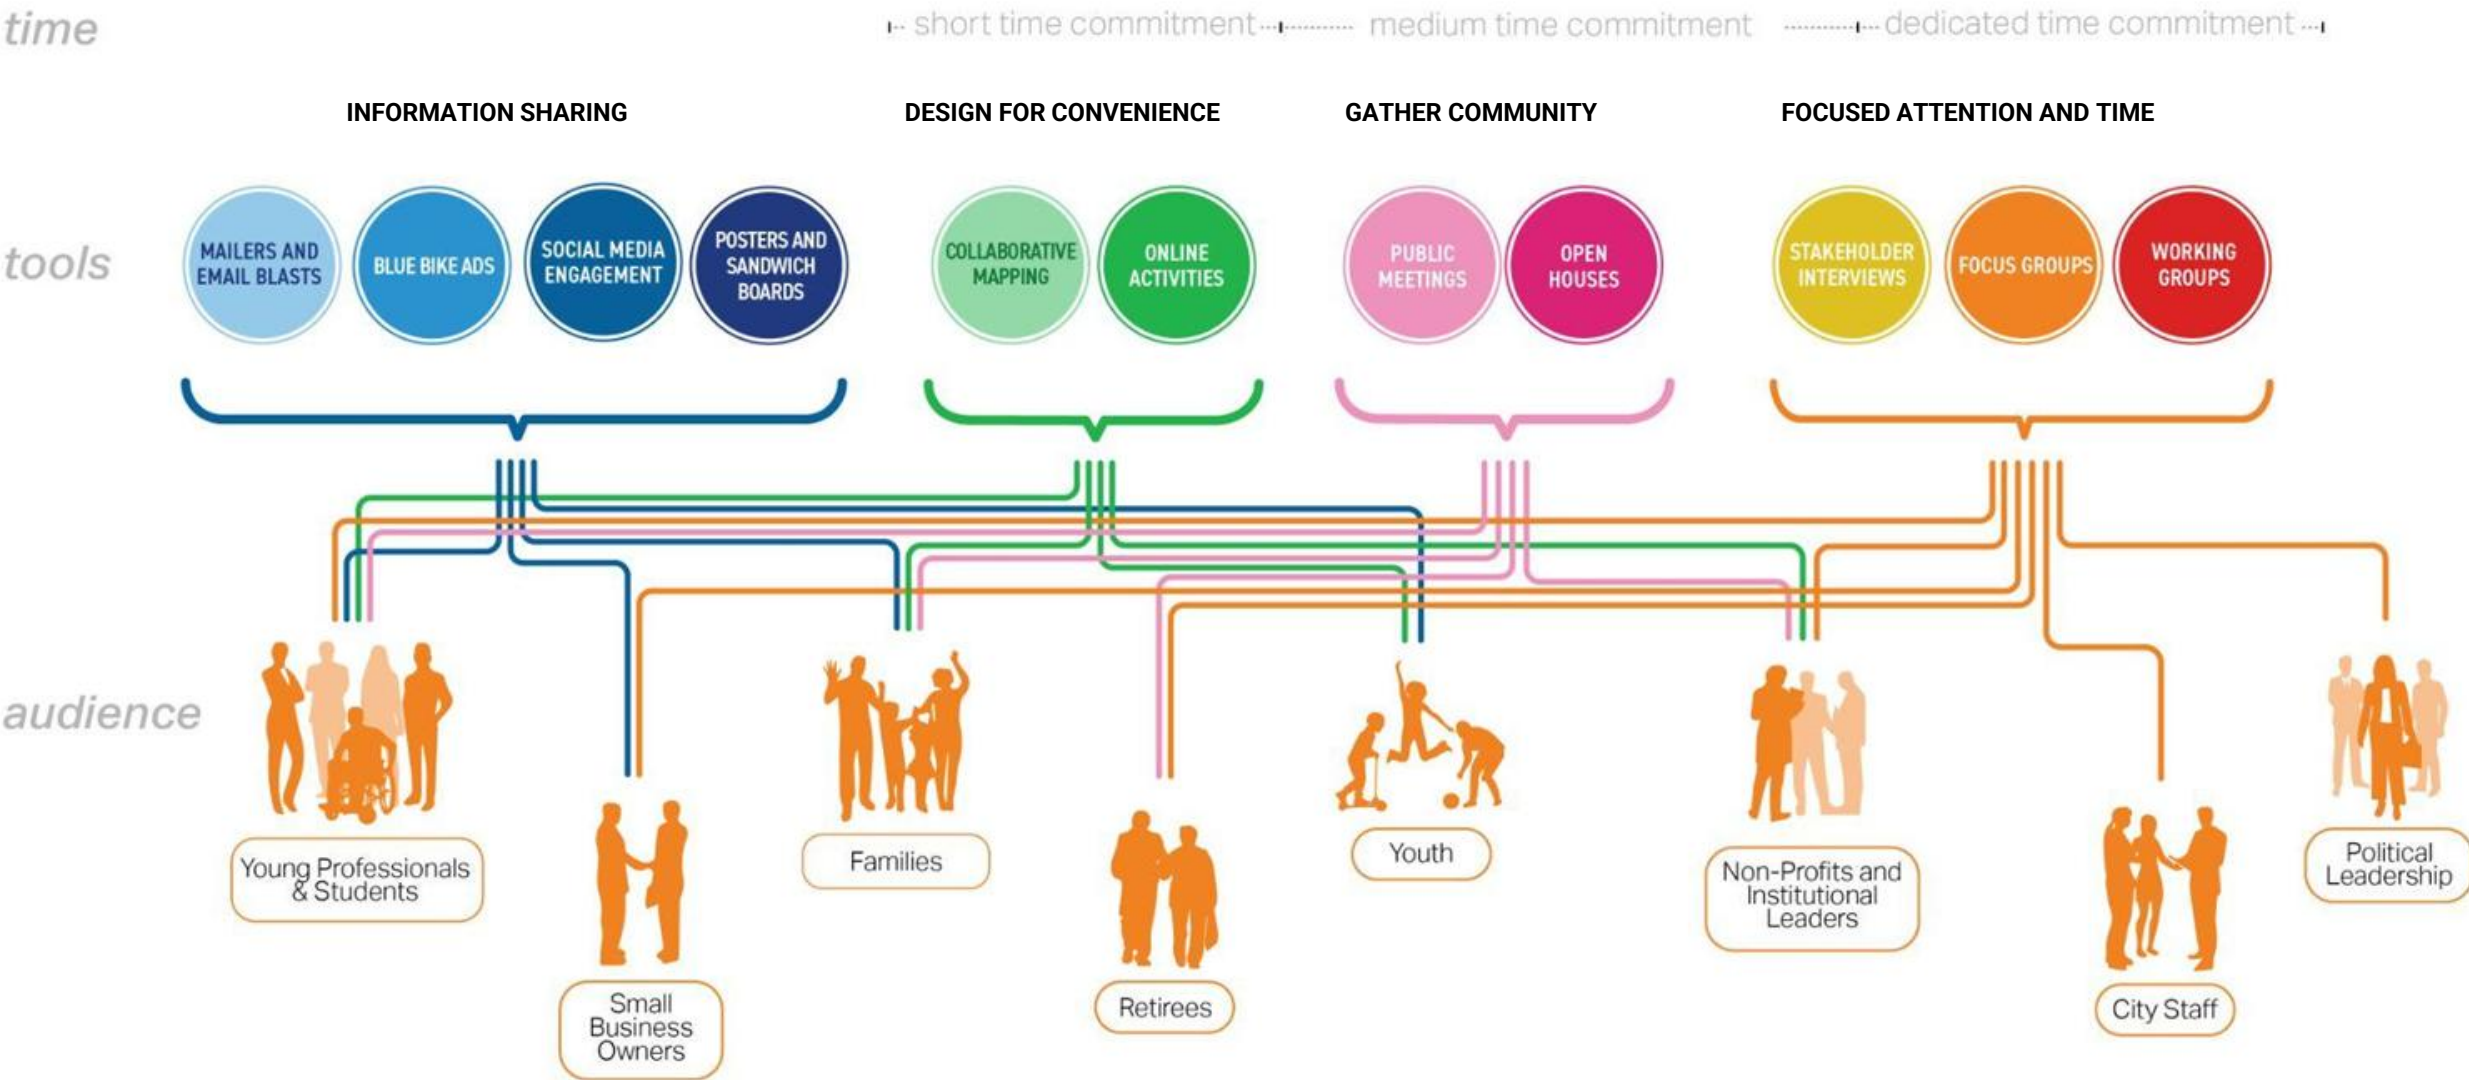 time
short time commitment
medium time commitment
dedicated time commitment
INFORMATION SHARING
DESIGN FOR CONVENIENCE
GATHER COMMUNITY
FOCUSED ATTENTION AND TIME
tools
MAILERS AND
EMAIL BLASTS
BLUE BIKE ADS
SOCIAL MEDIA
ENGAGEMENT
POSTERS AND
SANDWICH
BOARDS
COLLABORATIVE
MAPPING
ONLINE
ACTIVITIES
PUBLIC
MEETINGS
OPEN
HOUSES
STAKEHOLDER
INTERVIEWS
FOCUS GROUPS
WORKING
GROUPS
audience
Young Professionals
& Students
Small
Business
Owners
Families
Retirees
Youth
Non-Profits and
Institutional
Leaders
City Staff
Political
Leadership